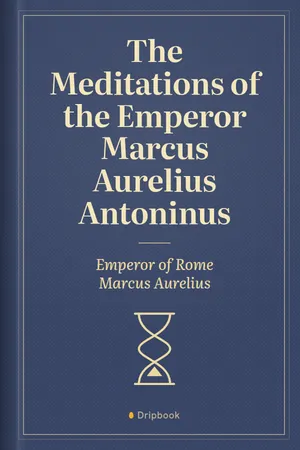 The
Meditations of
the Emperor
Marcus
Aurelius
Antoninus
Emperor of Rome
Marcus Aurelius
Dripbook